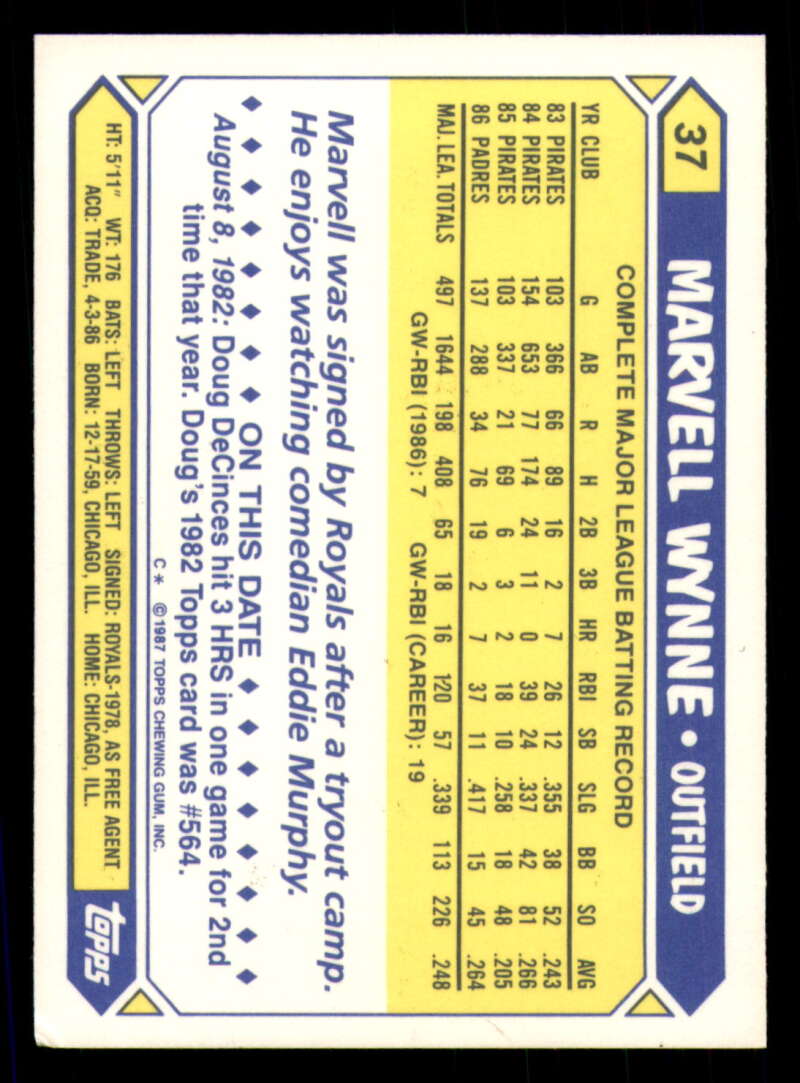 37
MARVELL WYNNE • OUTFIELD
COMPLETE MAJOR LEAGUE BATTING RECORD
YR CLUB G AB R H 2B 3B HR RBI SB SLG BB SO AVG
83 PIRATES 103 366 66 89 16 2 7 26 12 .355 38 52 .243
84 PIRATES 154 653 77 174 24 11 0 39 24 .337 42 81 .266
85 PIRATES 103 337 21 69 6 3 2 18 10 .258 18 48 .205
86 PADRES 137 288 34 76 19 2 7 37 11 .417 15 45 .264
MAJ. LEA. TOTALS 497 1644 198 408 65 18 16 120 57 .339 113 226 .248
GW-RBI (1986): 7 GW-RBI (CAREER): 19
Marvell was signed by Royals after a tryout camp.
He enjoys watching comedian Eddie Murphy.
ON THIS DATE
August 8, 1982: Doug DeCinces hit 3 HRS in one game for 2nd
time that year. Doug's 1982 Topps card was #564.
C* ©1987 TOPPS CHEWING GUM, INC.
HT: 5'11" WT: 176 BATS: LEFT THROWS: LEFT SIGNED: ROYALS-1978, AS FREE AGENT
ACQ: TRADE, 4-3-86 BORN: 12-17-59, CHICAGO, ILL. HOME: CHICAGO, ILL.
topps